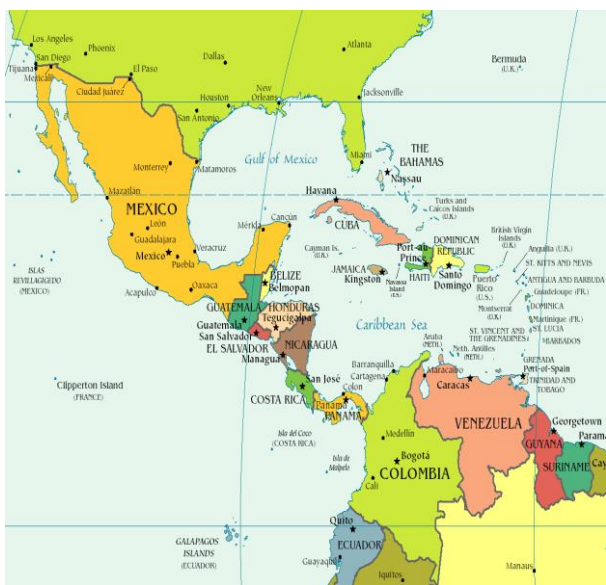 Los Angeles
Phoenix
Dallas
Atlanta
Bermuda
(U.K.)
San Diego
Tijuana
Mexicali
El Paso
Ciudad Juárez
Houston
San Antonio
New
Orleans
Jacksonville
Monterrey
Matamoros
Gulf of Mexico
Miami
THE
BAHAMAS
Nassau
Mazatlán
Havana
CUBA
Turks and
Caicos Islands
(U.K.)
MEXICO
León
Guadalajara
Mexico
Puebla
Veracruz
Mérida
Cancún
Cayman Is.
(U.K.)
Port-au-
Prince
DOMINICAN
REPUBLIC
British Virgin
Islands
(U.K.)
ISLAS
REVILLAGIGEDO
(MEXICO)
Acapulco
Oaxaca
BELIZE
Belmopan
JAMAICA
Kingston
Navassa
Island
HAITI
Santo
Domingo
Puerto
Rico
(U.S.)
Anguilla (U.K.)
ST. KITTS AND NEVIS
ANTIGUA AND BARBUDA
Guadeloupe (FR.)
Montserrat
(U.K.)
DOMINICA
Martinique (FR.)
ST. LUCIA
BARBADOS
ST. VINCENT AND
THE GRENADINES
GUATEMALA
Guatemala
HONDURAS
Tegucigalpa
San Salvador
EL SALVADOR
NICARAGUA
Managua
Caribbean Sea
Aruba
(NETH.)
Neth. Antilles
(NETH.)
GRENADA
Port-of-Spain
TRINIDAD AND
TOBAGO
Clipperton Island
(FRANCE)
San José
COSTA RICA
Colon
Panama
PANAMA
Barranquilla
Cartagena
Maracaibo
Caracas
VENEZUELA
Georgetown
GUYANA
Parama
SURINAME
Cay
Isla del Coco
(COSTA RICA)
Isla de
Malpelo
Medellin
Bogotá
COLOMBIA
Cali
GALAPAGOS
ISLANDS
(ECUADOR)
Quito
ECUADOR
Guayaquil
Iquitos
Manaus